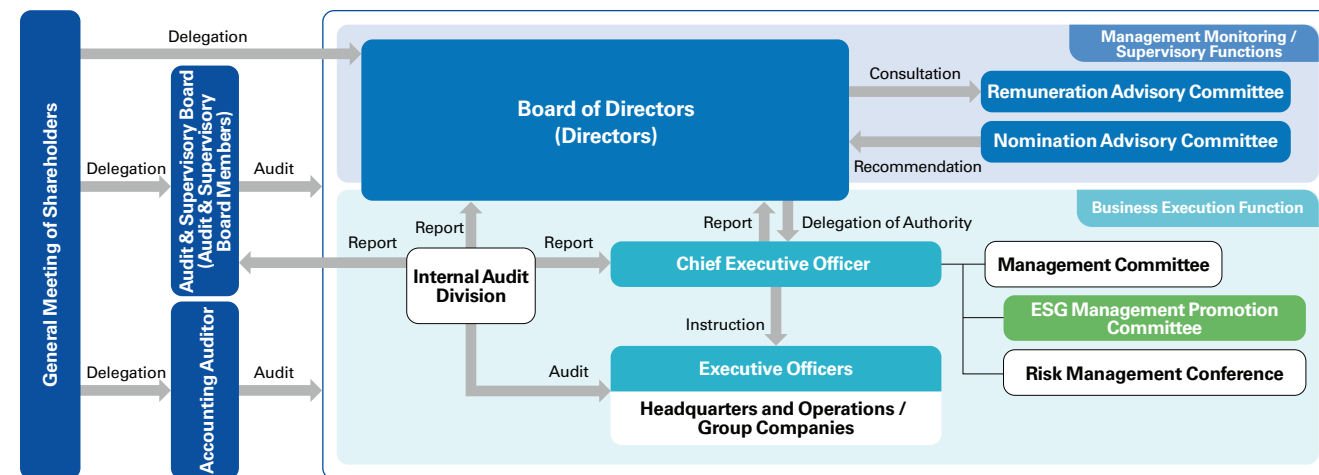 General Meeting of Shareholders
Delegation
Delegation
Delegation
Audit & Supervisory Board
(Audit & Supervisory
Board Members)
Accounting Auditor
Audit
Audit
Management Monitoring /
Supervisory Functions
Board of Directors
(Directors)
Consultation
Remuneration Advisory Committee
Nomination Advisory Committee
Recommendation
Business Execution Function
Report
Report
Report
Report
Delegation of Authority
Internal Audit
Division
Chief Executive Officer
Management Committee
ESG Management Promotion
Committee
Risk Management Conference
Instruction
Audit
Executive Officers
Headquarters and Operations /
Group Companies